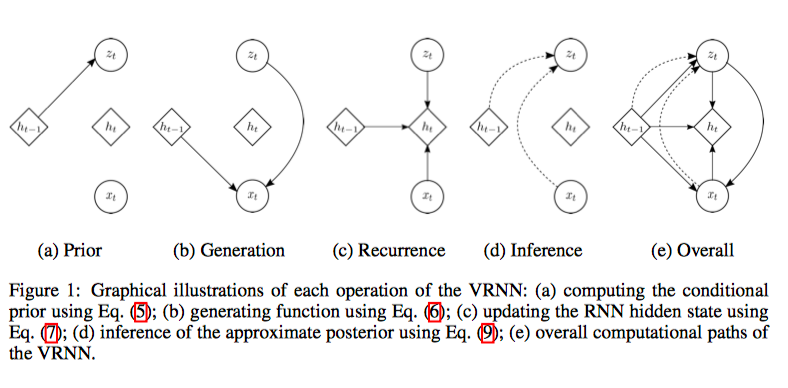 z_t z_t z_t z_t z_t
h_{t−1} h_t h_{t−1} h_t h_{t−1} h_t h_{t−1} h_t h_{t−1} h_t
x_t x_t x_t x_t x_t
(a) Prior (b) Generation (c) Recurrence (d) Inference (e) Overall
Figure 1: Graphical illustrations of each operation of the VRNN: (a) computing the conditional
prior using Eq. (5); (b) generating function using Eq. (6); (c) updating the RNN hidden state using
Eq. (7); (d) inference of the approximate posterior using Eq. (9); (e) overall computational paths of
the VRNN.